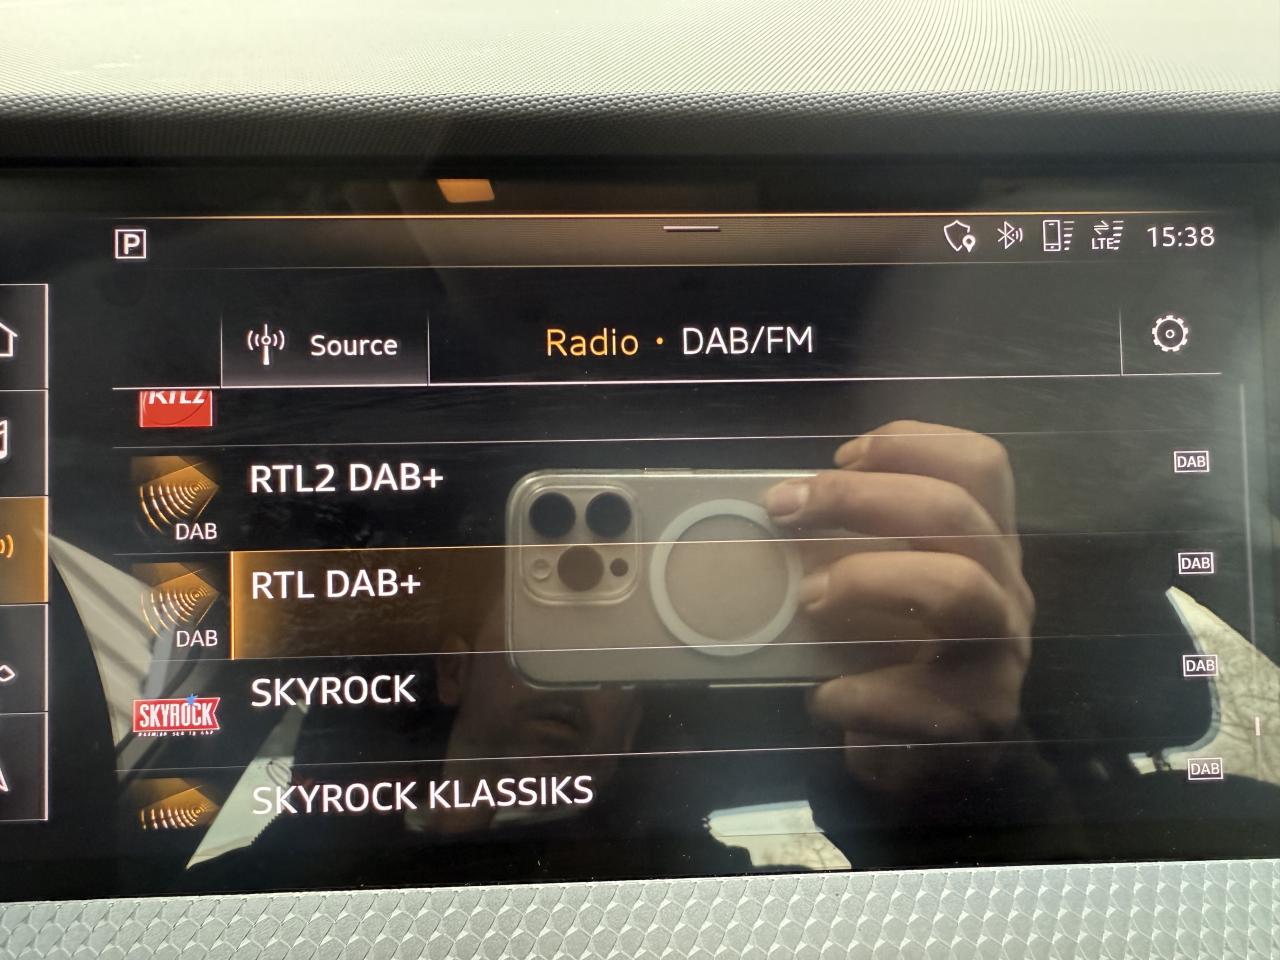 P
LTE
15:38
Source
Radio • DAB/FM
RTL2
RTL2 DAB+
DAB
DAB
RTL DAB+
DAB
DAB
SKYROCK
SKYROCK
DAB
SKYROCK KLASSIKS
DAB